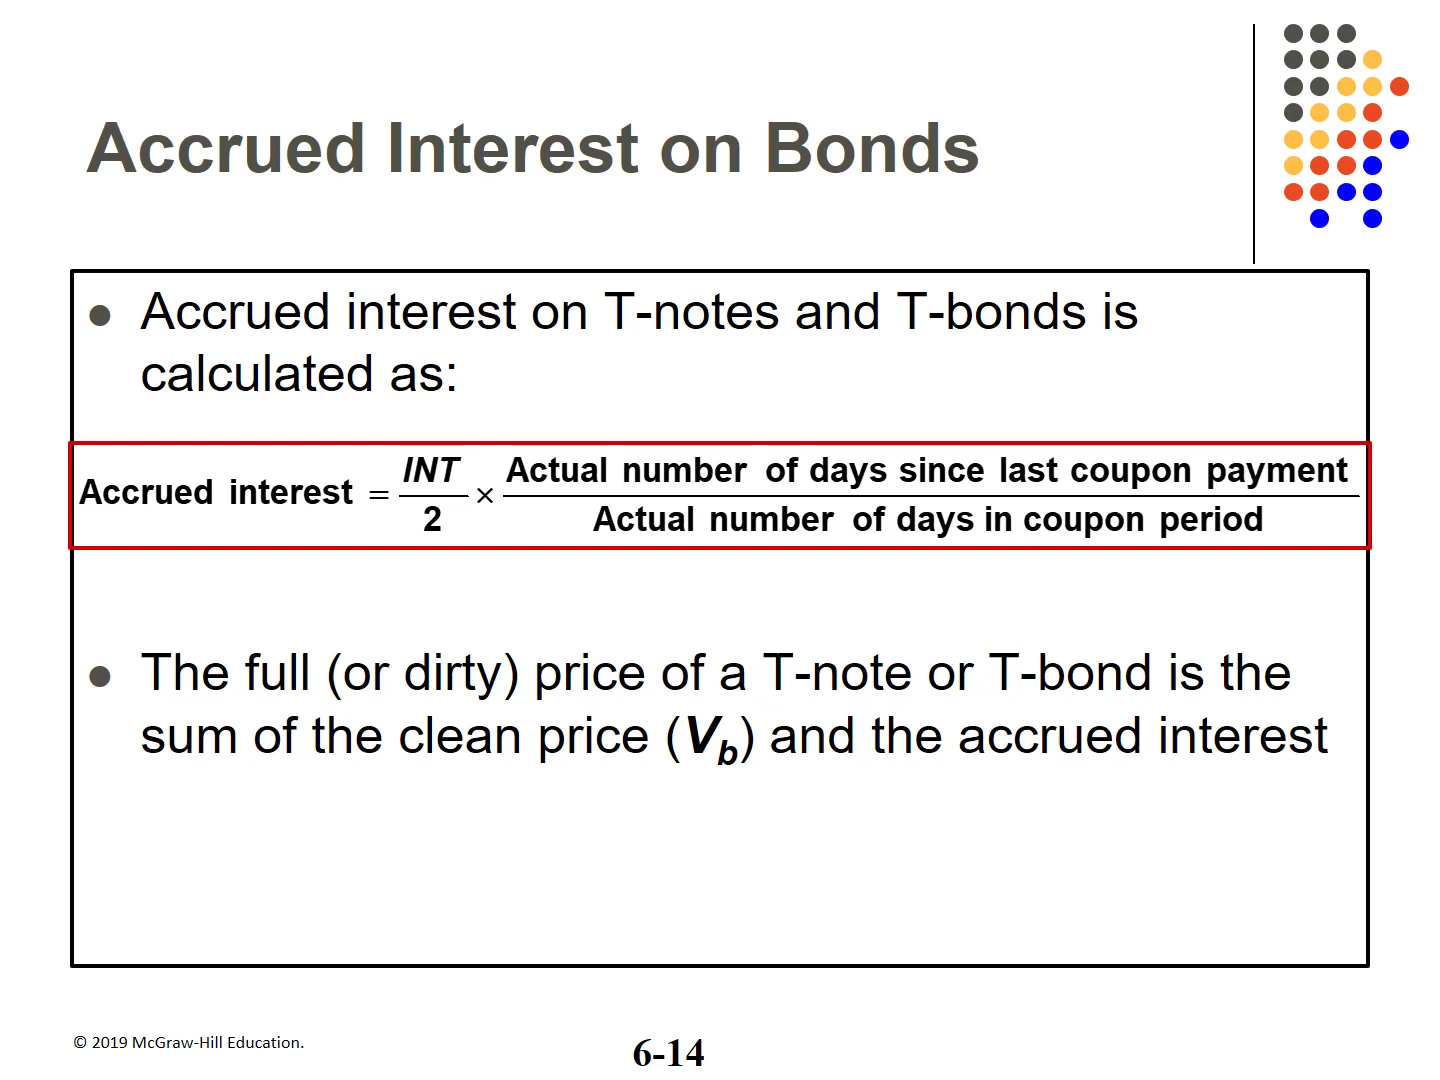 Accrued Interest on Bonds
● Accrued interest on T-notes and T-bonds is
calculated as:
Accrued interest = INT/2 × Actual number of days since last coupon payment/Actual number of days in coupon period
● The full (or dirty) price of a T-note or T-bond is the
sum of the clean price (V_b) and the accrued interest
© 2019 McGraw-Hill Education.
6-14